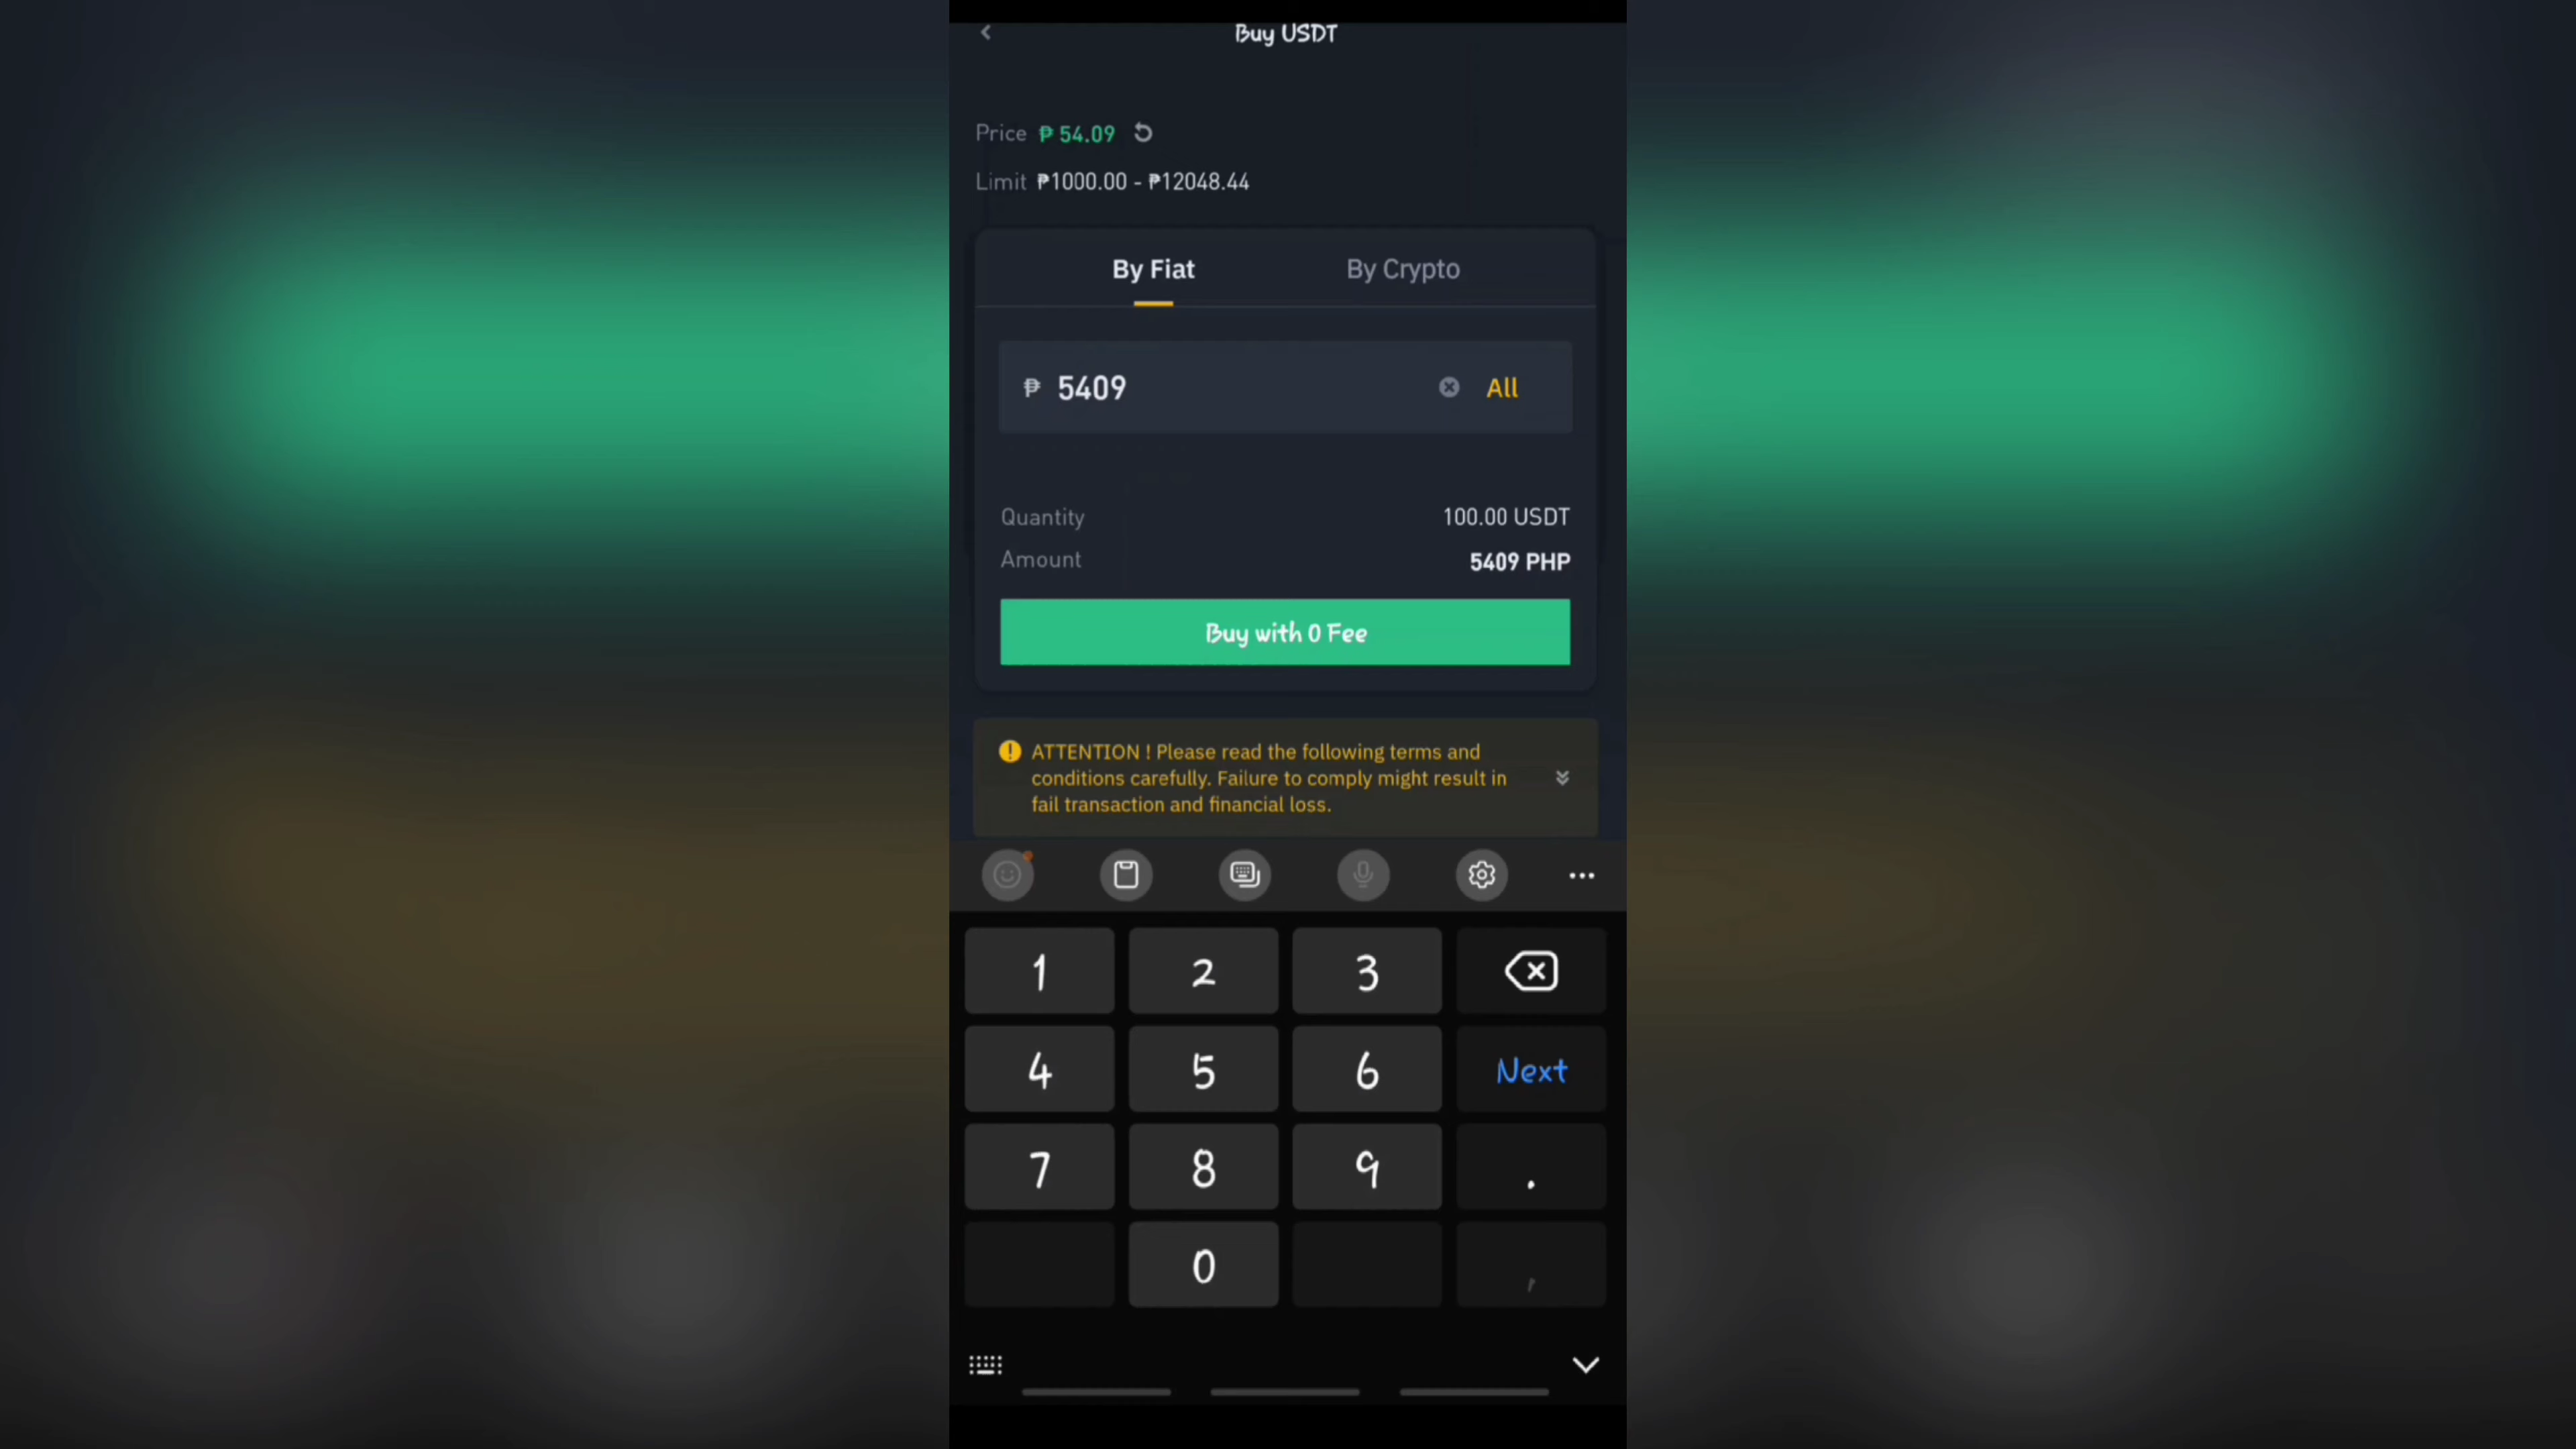 Buy USDT
Price ₱ 54.09
Limit ₱1000.00 - ₱12048.44
By Fiat By Crypto
₱ 5409 All
Quantity 100.00 USDT
Amount 5409 PHP
Buy with 0 Fee
ATTENTION ! Please read the following terms and
conditions carefully. Failure to comply might result in
fail transaction and financial loss.
1 2 3
4 5 6 Next
7 8 9 .
0 ,